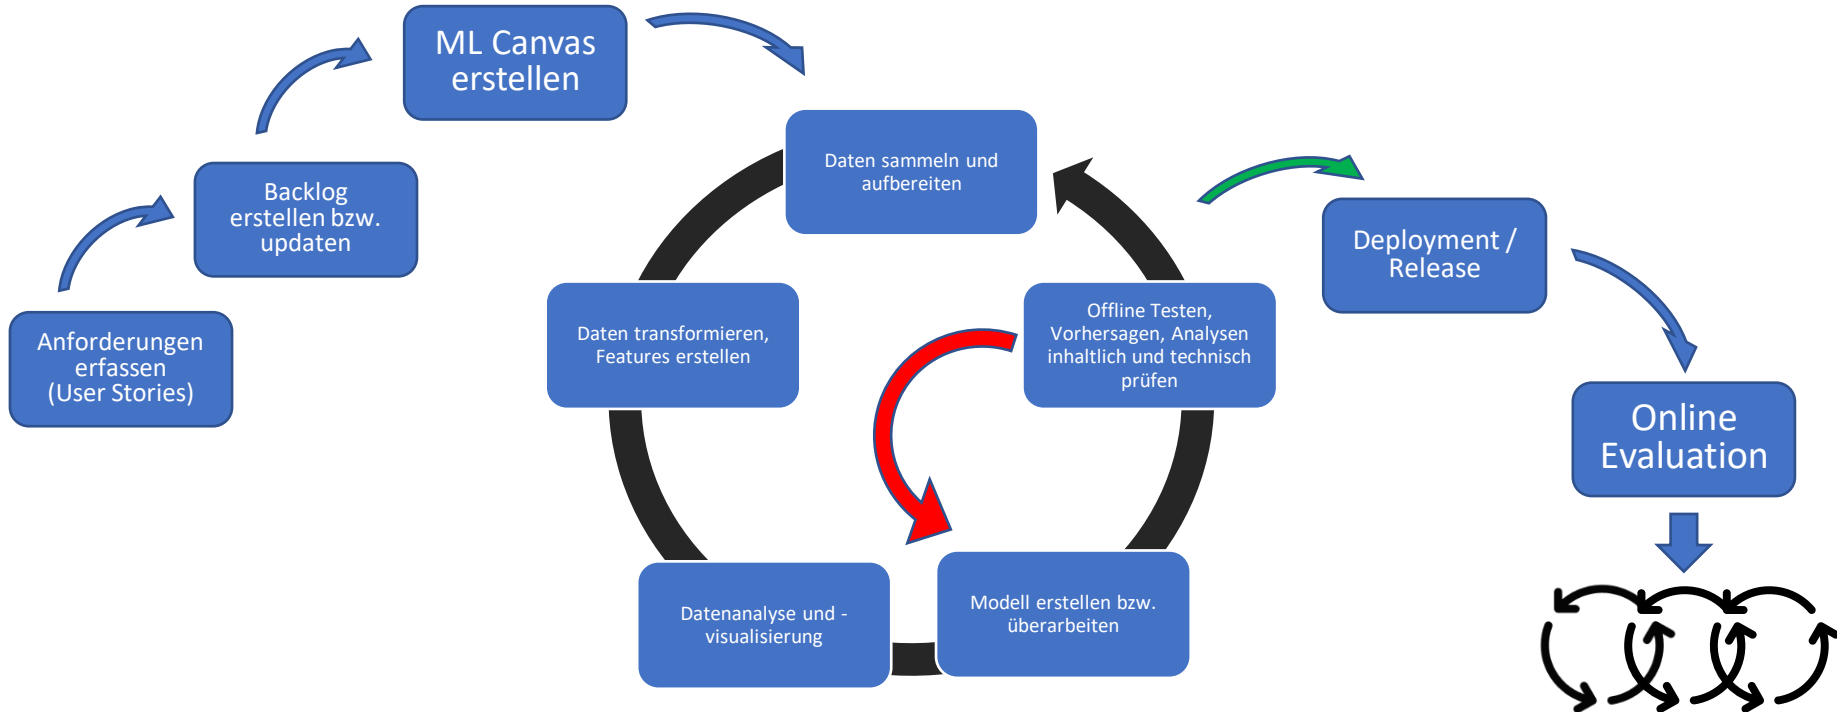 ML Canvas
erstellen
Daten sammeln und
aufbereiten
Backlog
erstellen bzw.
updaten
Deployment /
Release
Anforderungen
erfassen
(User Stories)
Daten transformieren,
Features erstellen
Offline Testen,
Vorhersagen, Analysen
inhaltlich und technisch
prüfen
Online
Evaluation
Datenanalyse und -
visualisierung
Modell erstellen bzw.
überarbeiten